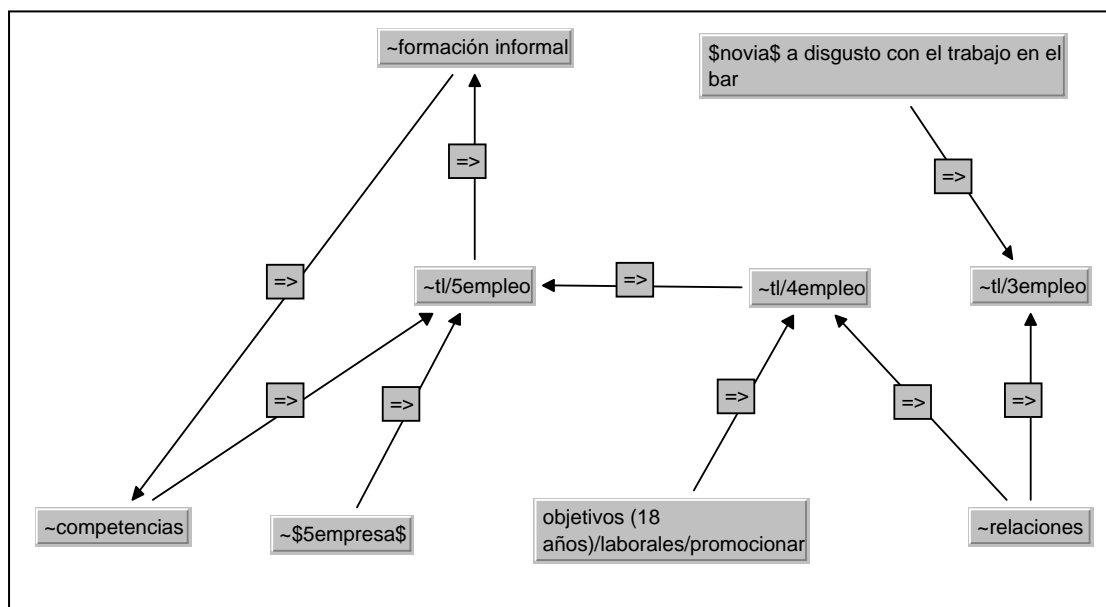 ~formación informal
$novia$ a disgusto con el trabajo en el
bar
=>
=>
=>
~tl/5empleo
=>
~tl/4empleo
~tl/3empleo
=>
=>
=>
=>
=>
~competencias
~$5empresa$
objetivos (18
años)/laborales/promocionar
~relaciones